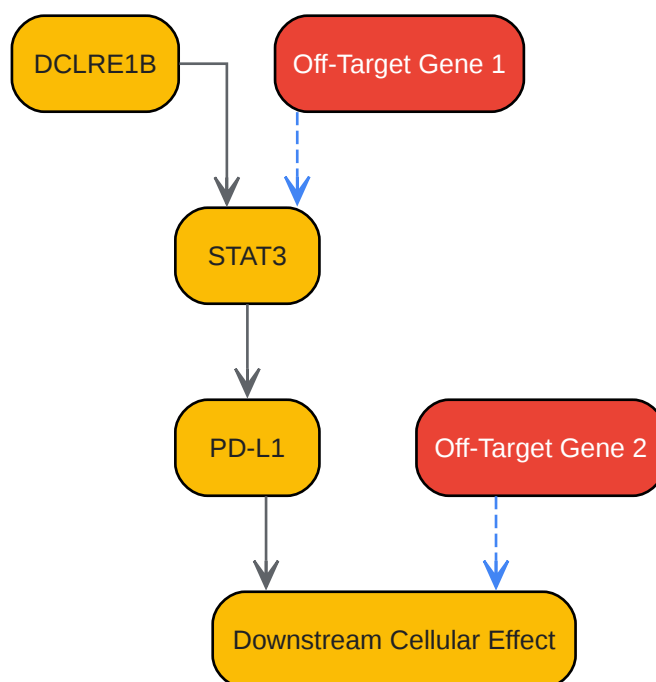 DCLRE1B
Off-Target Gene 1
STAT3
PD-L1
Off-Target Gene 2
Downstream Cellular Effect